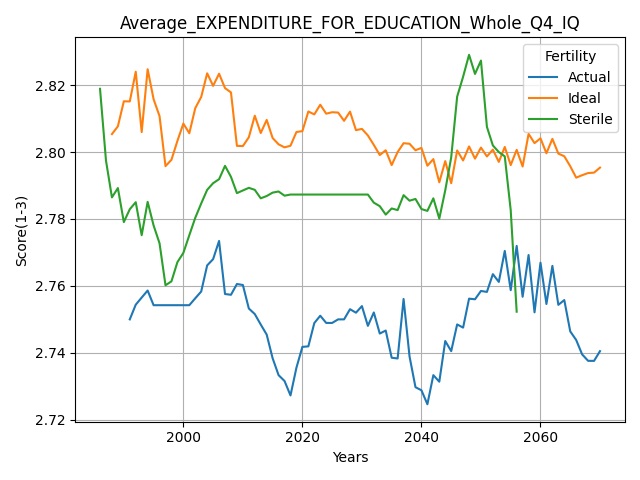 Average_EXPENDITURE_FOR_EDUCATION_Whole_Q4_IQ
Fertility
Actual
Ideal
Sterile
Score(1-3)
2.82
2.80
2.78
2.76
2.74
2.72
2000
2020
2040
2060
Years